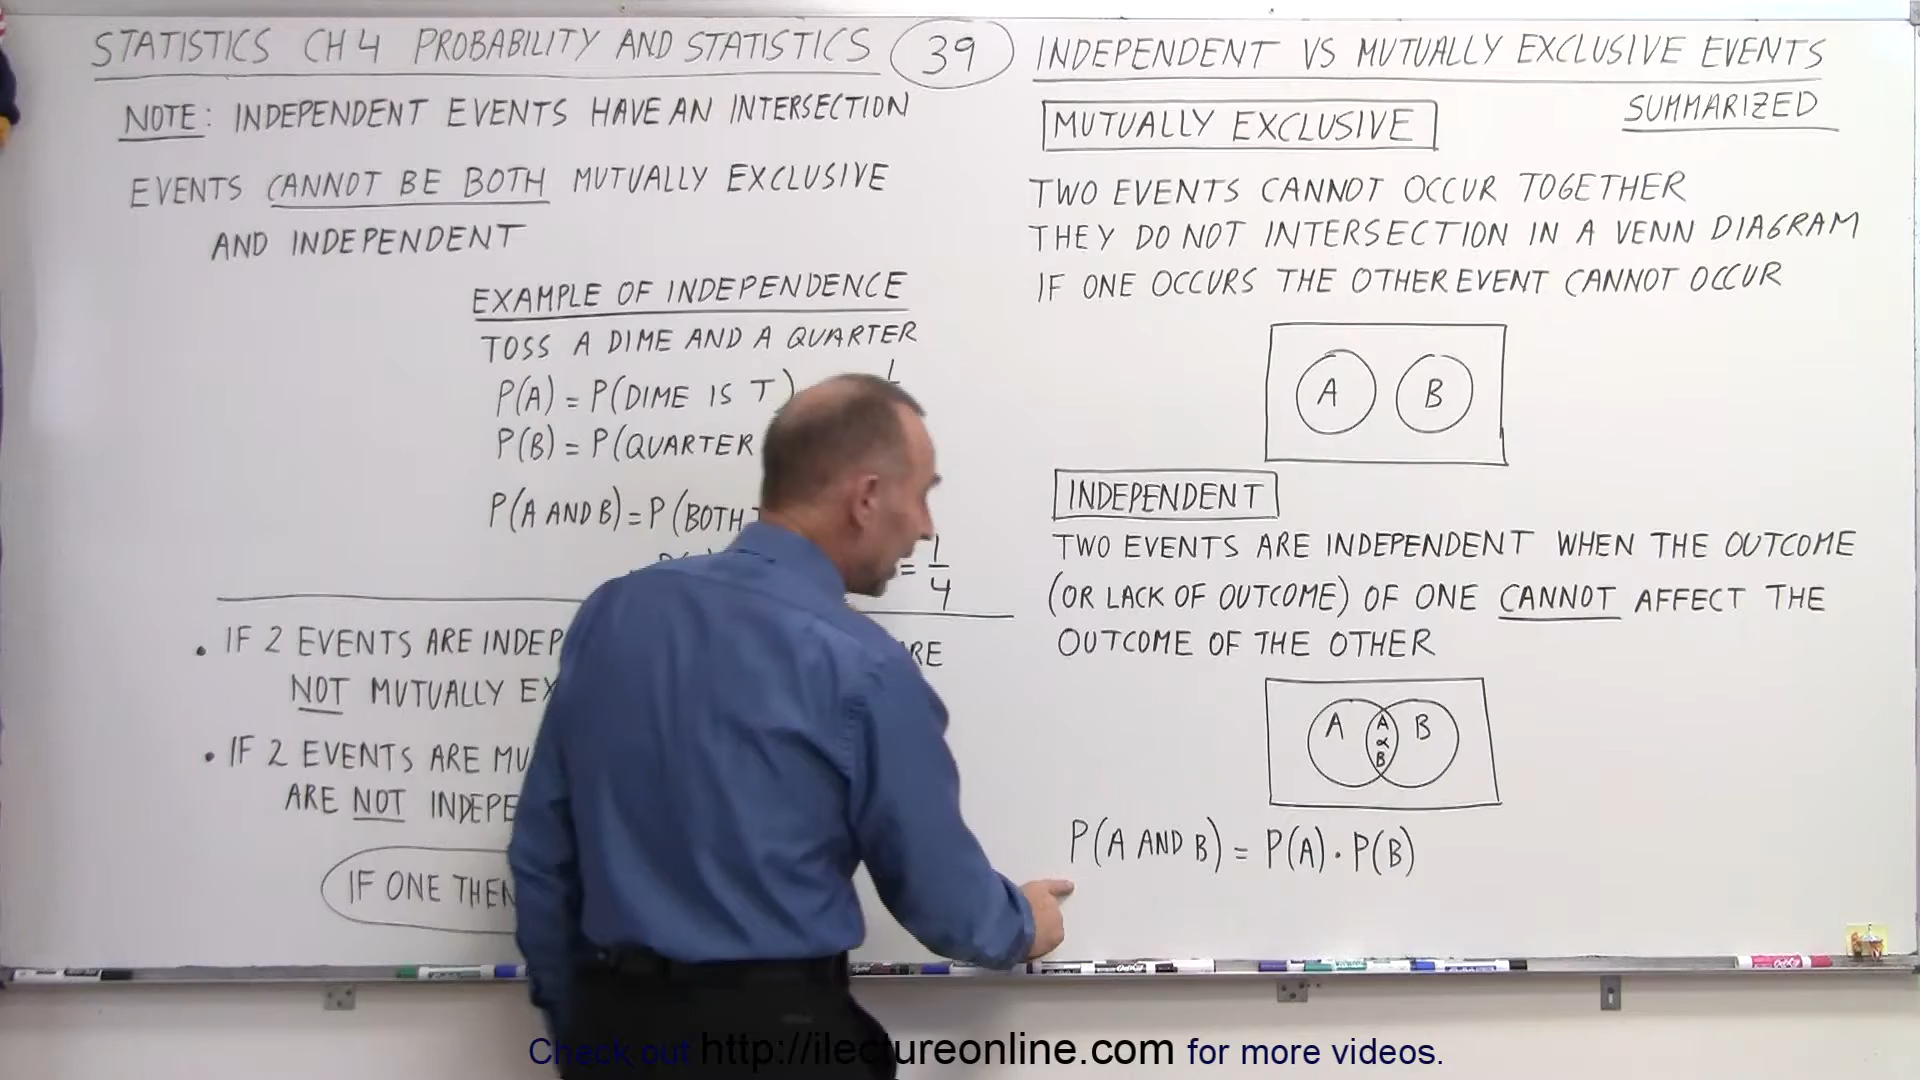 STATISTICS CH 4 PROBABILITY AND STATISTICS 39 INDEPENDENT VS MUTUALLY EXCLUSIVE EVENTS
SUMMARIZED
NOTE: INDEPENDENT EVENTS HAVE AN INTERSECTION
EVENTS CANNOT BE BOTH MUTUALLY EXCLUSIVE
AND INDEPENDENT
EXAMPLE OF INDEPENDENCE
TOSS A DIME AND A QUARTER
P(A) = P(DIME IS T)
P(B) = P(QUARTER
P(A AND B) = P(BOTH
= 1/4
• IF 2 EVENTS ARE INDEP
NOT MUTUALLY EX
• IF 2 EVENTS ARE MU
ARE NOT INDEPE
IF ONE THEN
MUTUALLY EXCLUSIVE
TWO EVENTS CANNOT OCCUR TOGETHER
THEY DO NOT INTERSECTION IN A VENN DIAGRAM
IF ONE OCCURS THE OTHER EVENT CANNOT OCCUR
A B
INDEPENDENT
TWO EVENTS ARE INDEPENDENT WHEN THE OUTCOME
(OR LACK OF OUTCOME) OF ONE CANNOT AFFECT THE
OUTCOME OF THE OTHER
A A & B B
P(A AND B) = P(A) · P(B)
Check out http://ilectureonline.com for more videos.